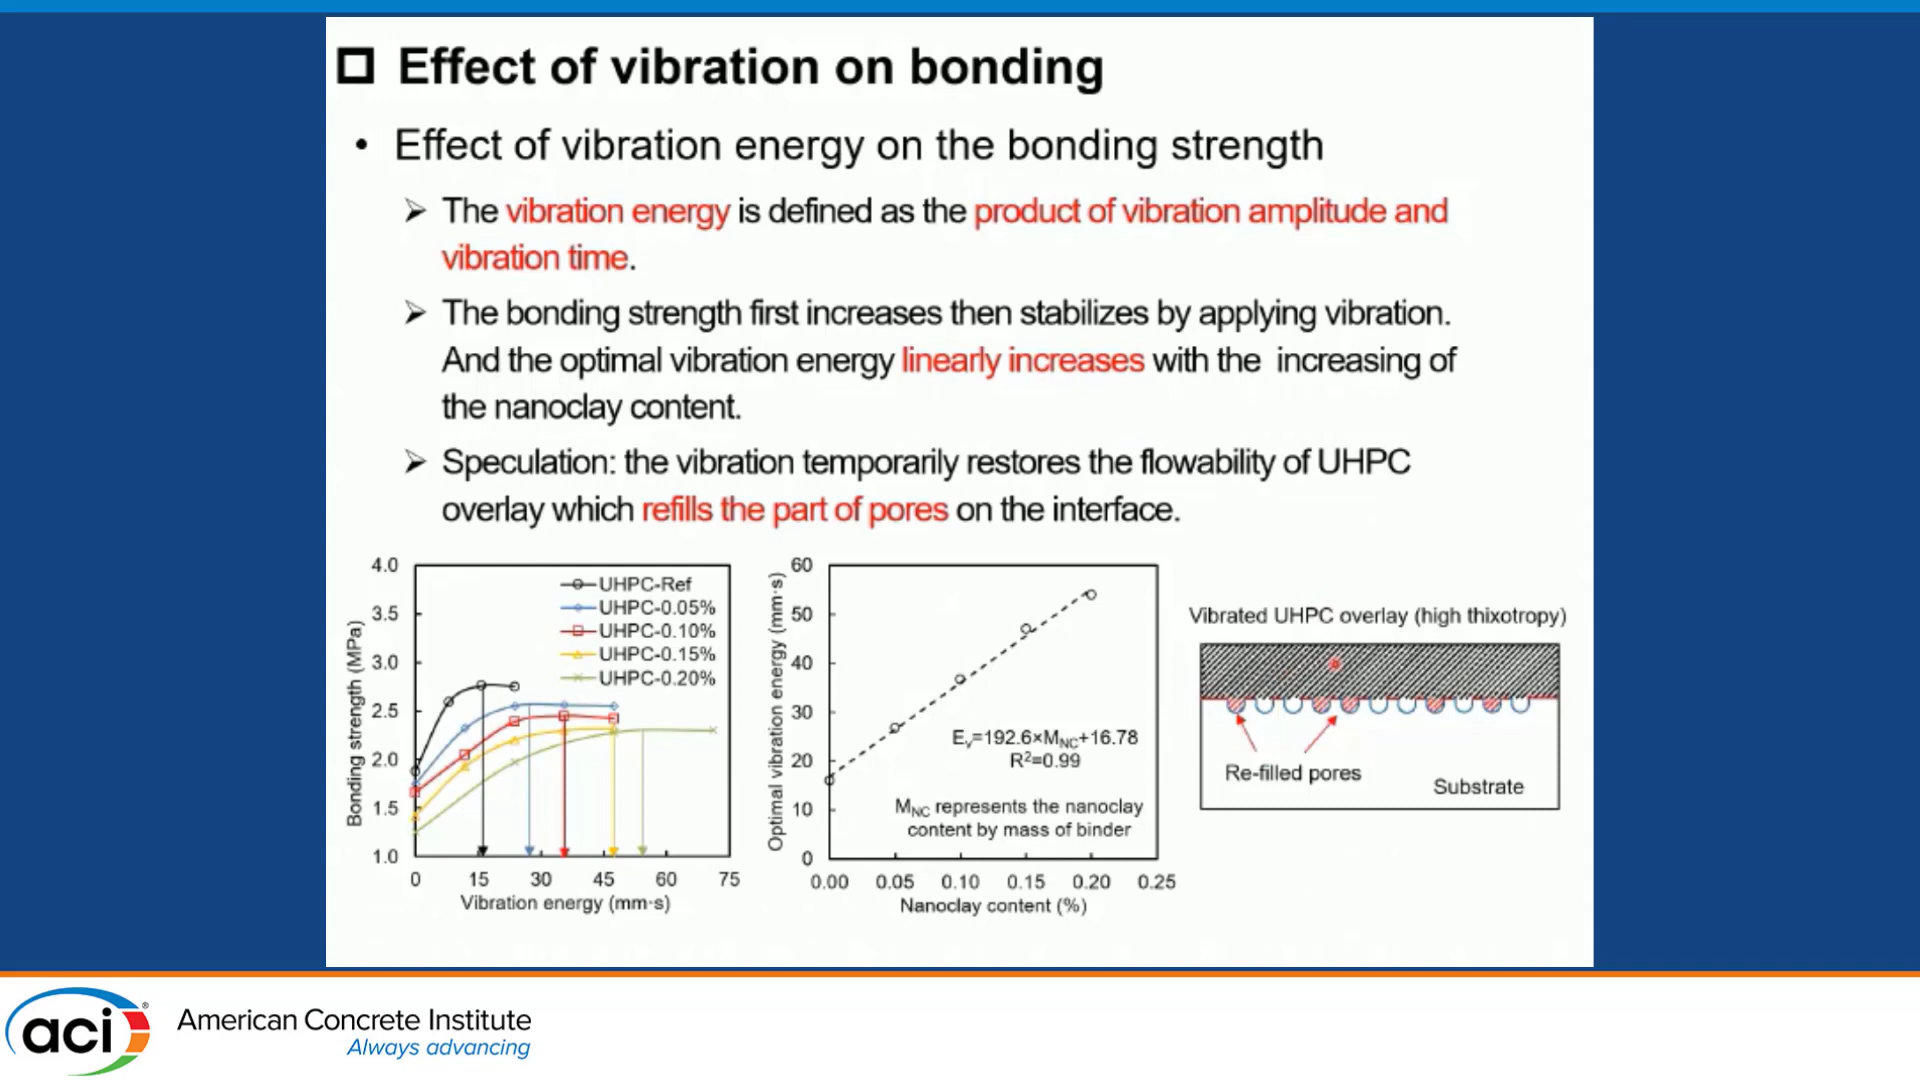 Effect of vibration on bonding
• Effect of vibration energy on the bonding strength
➢ The vibration energy is defined as the product of vibration amplitude and
vibration time.
➢ The bonding strength first increases then stabilizes by applying vibration.
And the optimal vibration energy linearly increases with the increasing of
the nanoclay content.
➢ Speculation: the vibration temporarily restores the flowability of UHPC
overlay which refills the part of pores on the interface.
Bonding strength (MPa)
4.0
3.5
3.0
2.5
2.0
1.5
1.0
UHPC-Ref
UHPC-0.05%
UHPC-0.10%
UHPC-0.15%
UHPC-0.20%
0 15 30 45 60 75
Vibration energy (mm·s)
Optimal vibration energy (mm·s)
60
50
40
30
20
10
0
Ev=192.6×MNC+16.78
R²=0.99
MNC represents the nanoclay
content by mass of binder
0.00 0.05 0.10 0.15 0.20 0.25
Nanoclay content (%)
Vibrated UHPC overlay (high thixotropy)
Re-filled pores
Substrate
aci®
American Concrete Institute
Always advancing